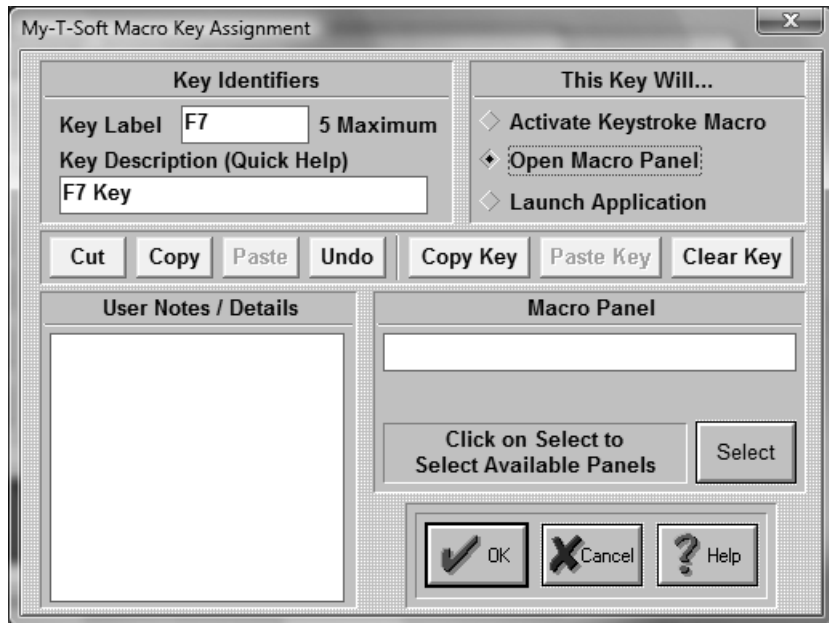 My-T-Soft Macro Key Assignment
X
Key Identifiers
Key Label F7 5 Maximum
Key Description (Quick Help)
F7 Key
This Key Will...
Activate Keystroke Macro
Open Macro Panel
Launch Application
Cut Copy Paste Undo Copy Key Paste Key Clear Key
User Notes / Details
Macro Panel
Click on Select to
Select Available Panels
Select
OK Cancel Help